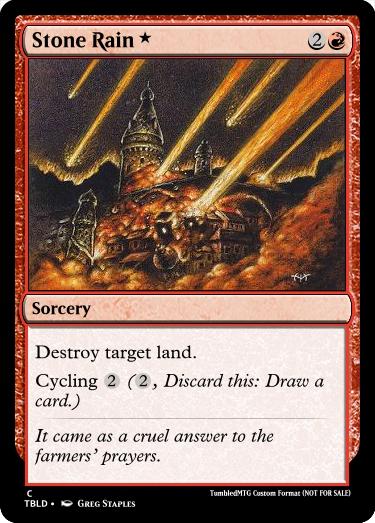 Stone Rain ★ 2
Sorcery
Destroy target land.
Cycling 2 (2, Discard this: Draw a
card.)
It came as a cruel answer to the
farmers' prayers.
C
TBLD • Greg Staples
TumbledMTG Custom Format (NOT FOR SALE)